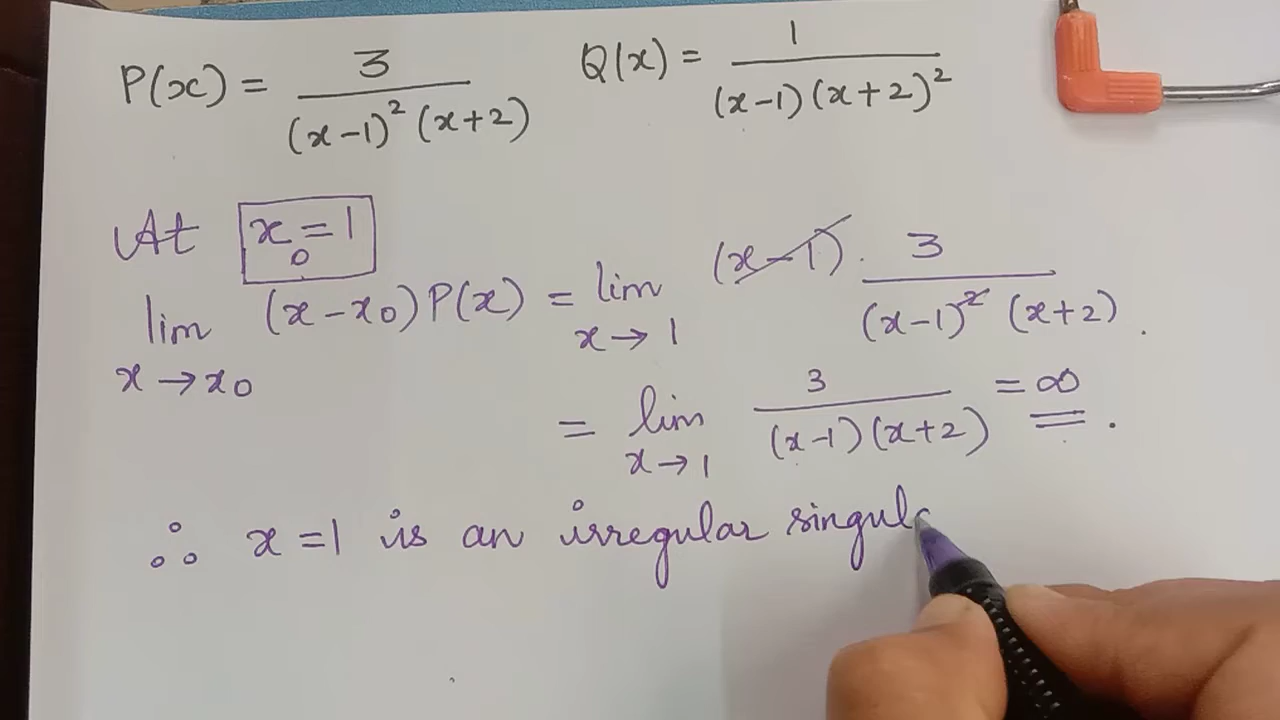 P(x) = 3 / (x-1)² (x+2)   Q(x) = 1 / (x-1)(x+2)²
At x₀ = 1
lim x→x₀ (x-x₀)P(x) = lim x→1 (x-1) · 3 / (x-1)² (x+2) .
= lim x→1 3 / (x-1)(x+2) = ∞ .
∴ x=1 is an irregular singul